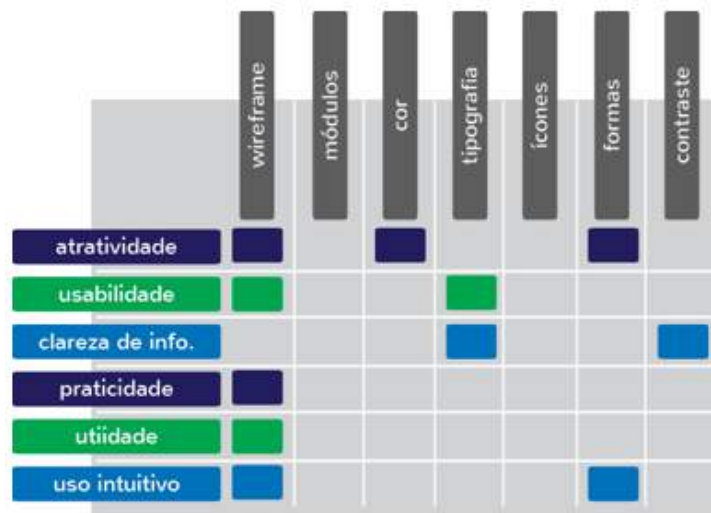 wireframe
módulos
cor
tipografia
ícones
formas
contraste
atratividade
usabilidade
clareza de info.
praticidade
utiidade
uso intuitivo